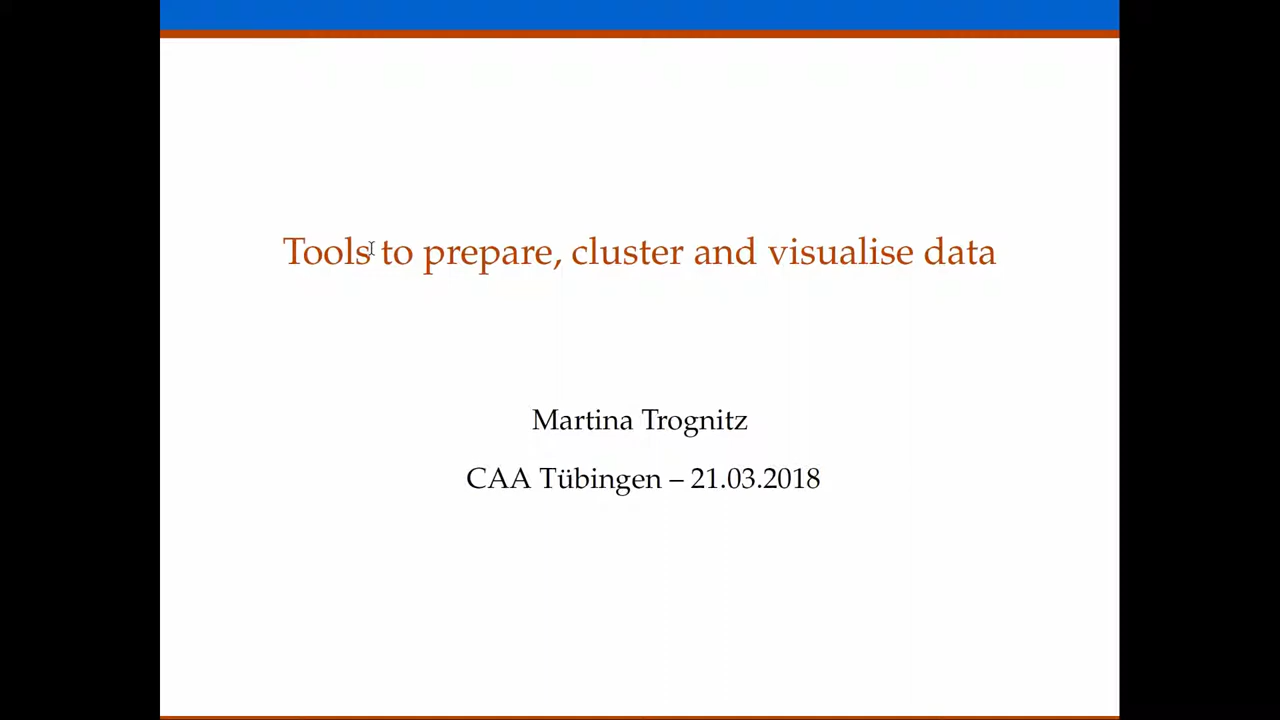 Tools to prepare, cluster and visualise data
Martina Trognitz
CAA Tübingen – 21.03.2018